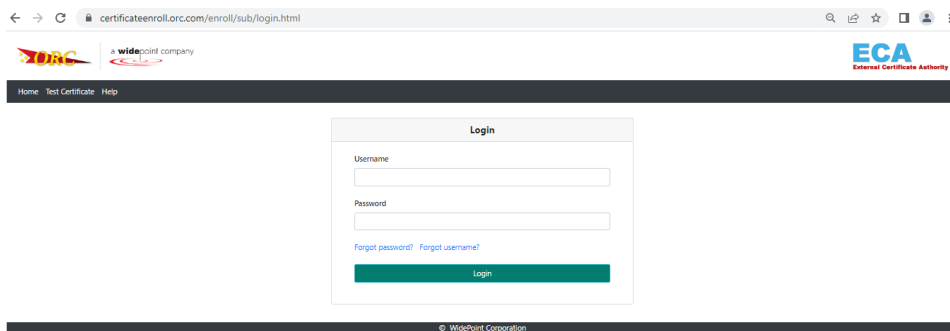 certificateenroll.orc.com/enroll/sub/login.html
ORC
a widepoint company
ECA
External Certificate Authority
Home Test Certificate Help
Login
Username
Password
Forgot password? Forgot username?
Login
© WidePoint Corporation